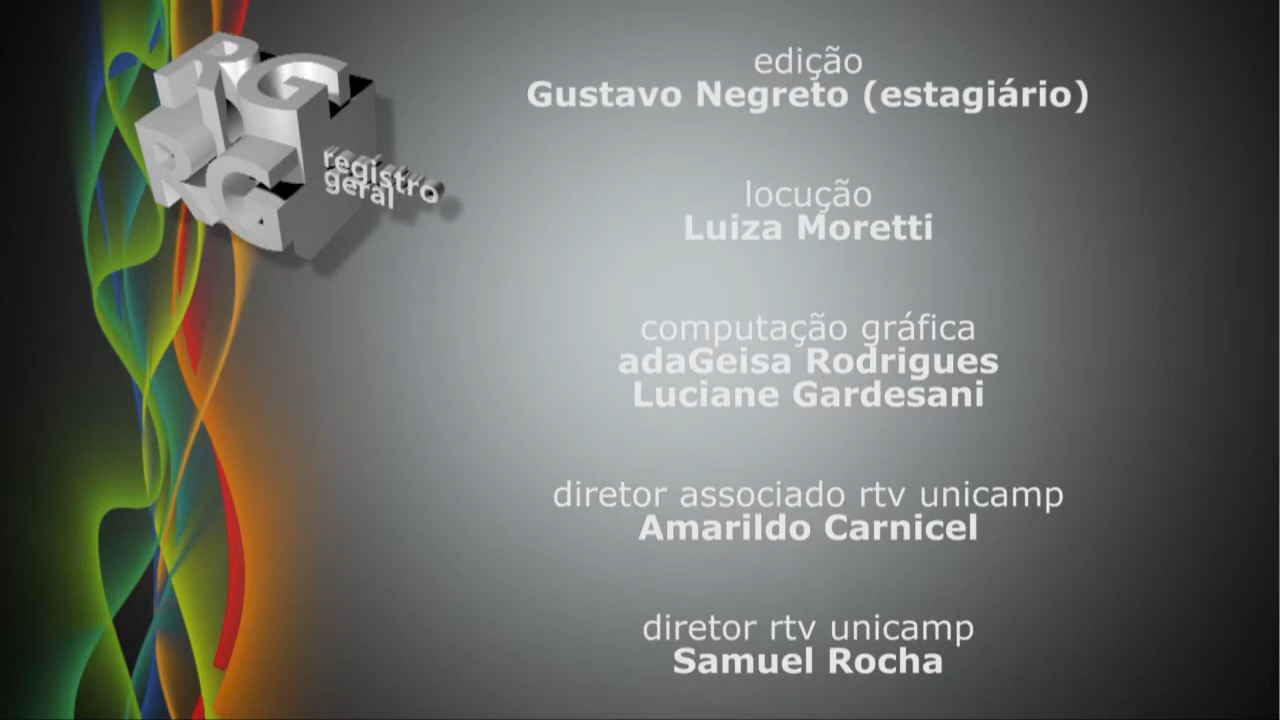 RG
RG
registro
geral
edição
Gustavo Negreto (estagiário)
locução
Luiza Moretti
computação gráfica
adaGeisa Rodrigues
Luciane Gardesani
diretor associado rtv unicamp
Amarildo Carnicel
diretor rtv unicamp
Samuel Rocha